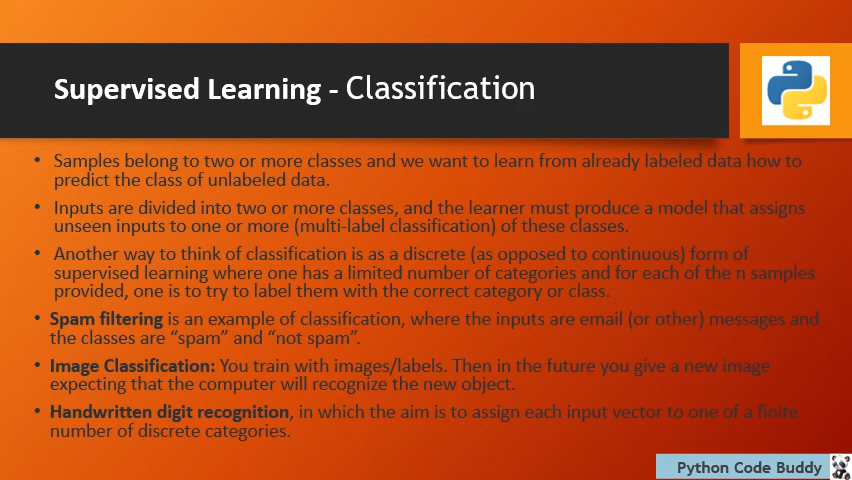 Supervised Learning - Classification
• Samples belong to two or more classes and we want to learn from already labeled data how to
predict the class of unlabeled data.
• Inputs are divided into two or more classes, and the learner must produce a model that assigns
unseen inputs to one or more (multi-label classification) of these classes.
• Another way to think of classification is as a discrete (as opposed to continuous) form of
supervised learning where one has a limited number of categories and for each of the n samples
provided, one is to try to label them with the correct category or class.
• Spam filtering is an example of classification, where the inputs are email (or other) messages and
the classes are “spam” and “not spam”.
• Image Classification: You train with images/labels. Then in the future you give a new image
expecting that the computer will recognize the new object.
• Handwritten digit recognition, in which the aim is to assign each input vector to one of a finite
number of discrete categories.
Python Code Buddy